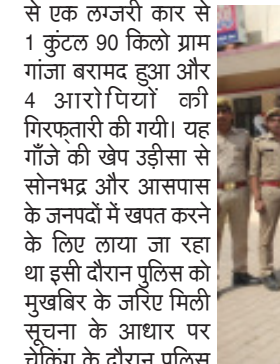 से एक लग्जरी कार से
1 कुंटल 90 किलो ग्राम
गांजा बरामद हुआ और
4 आरोपियों की
गिरफ्तारी की गयी। यह
गाँजे की खेप उड़ीसा से
सोनभद्र और आसपास
के जनपदों में खपत करने
के लिए लाया जा रहा
था इसी दौरान पुलिस को
मुखबिर के जरिए मिली
सूचना के आधार पर
चेकिंग के दौरान पुलिस